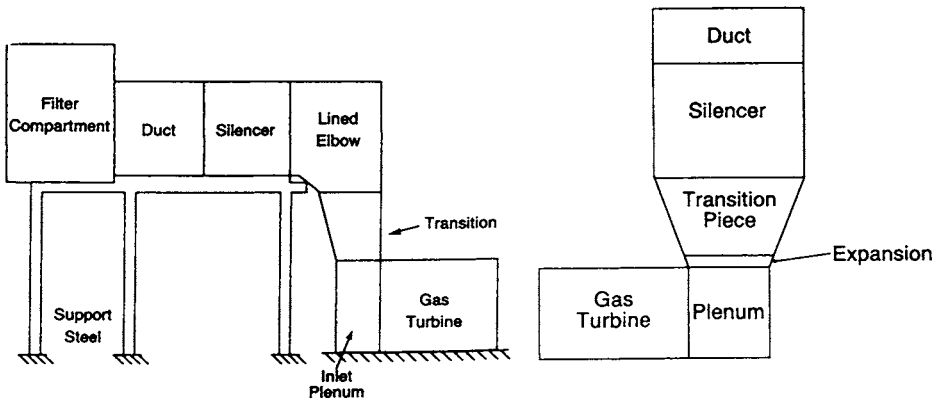 Filter
Compartment
Duct
Silencer
Lined
Elbow
Transition
Support
Steel
Gas
Turbine
Inlet
Plenum
Duct
Silencer
Transition
Piece
Expansion
Gas
Turbine
Plenum